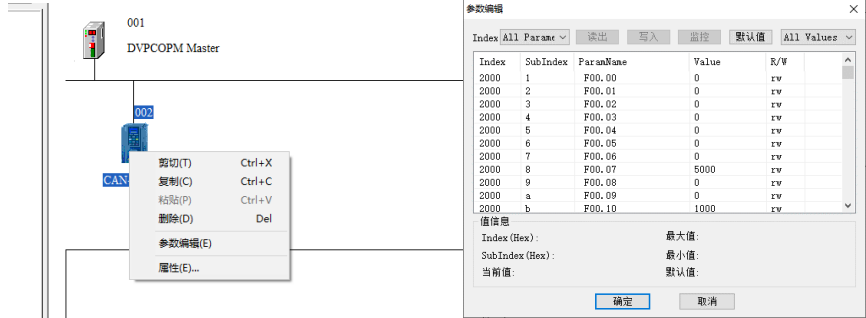 001
DVPCOPM Master
002
CAN-
剪切(T) Ctrl+X
复制(C) Ctrl+C
粘贴(P) Ctrl+V
删除(D) Del
参数编辑(E)
属性(E)...
参数编辑
Index All Parame 读出 写入 监控 默认值 All Values
Index SubIndex ParamName Value R/W
2000 1 F00.00 0 rw
2000 2 F00.01 0 rw
2000 3 F00.02 0 rw
2000 4 F00.03 0 rw
2000 5 F00.04 0 rw
2000 6 F00.05 0 rw
2000 7 F00.06 0 rw
2000 8 F00.07 5000 rw
2000 9 F00.08 0 rw
2000 a F00.09 0 rw
2000 b F00.10 1000 rw
值信息
Index(Hex): 最大值:
SubIndex(Hex): 最小值:
当前值: 默认值:
确定 取消